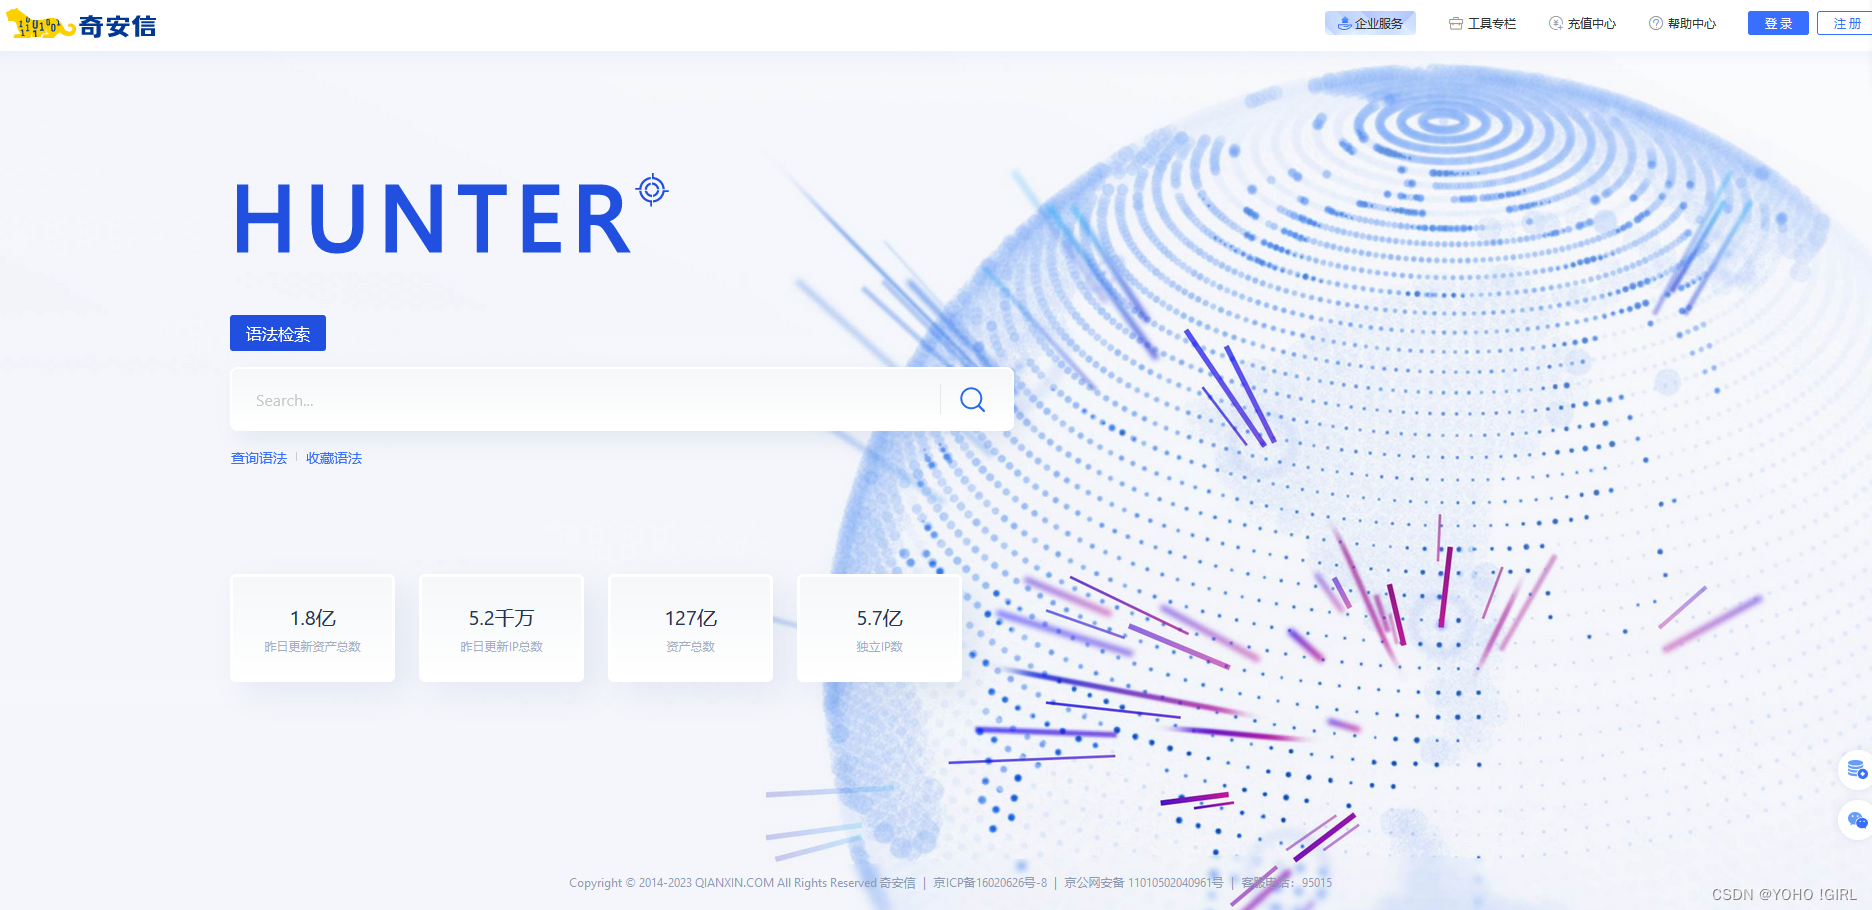 奇安信
企业服务 工具专栏 充值中心 帮助中心 登录 注册
HUNTER
语法检索
Search...
查询语法 | 收藏语法
1.8亿 5.2千万 127亿 5.7亿
昨日更新资产总数 昨日更新IP总数 资产总数 独立IP数
Copyright © 2014-2023 QIANXIN.COM All Rights Reserved 奇安信 | 京ICP备16020626号-8 | 京公网安备 11010502040961号 | 客服电话：95015
CSDN @YOHO !GIRL